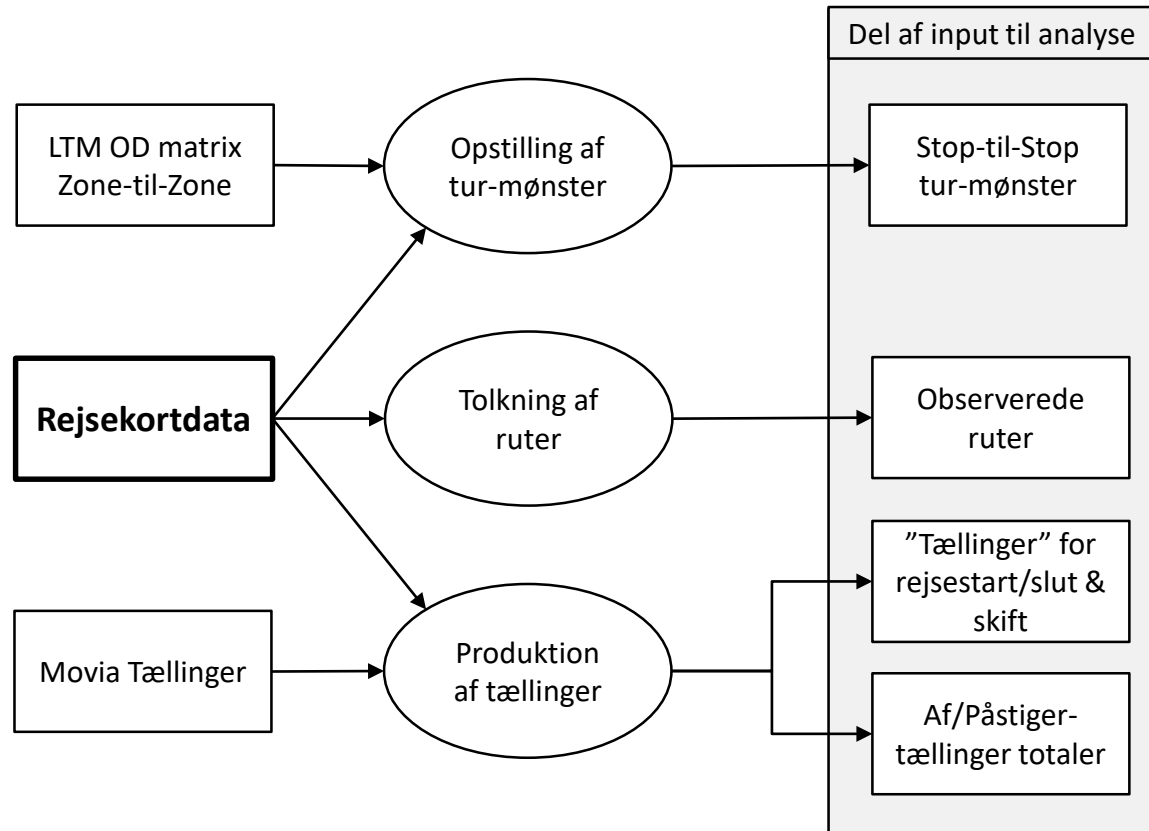 Del af input til analyse
LTM OD matrix
Zone-til-Zone
Opstilling af
tur-mønster
Stop-til-Stop
tur-mønster
Rejsekortdata
Tolkning af
ruter
Observerede
ruter
Movia Tællinger
Produktion
af tællinger
”Tællinger” for
rejsestart/slut &
skift
Af/Påstiger-
tællinger totaler